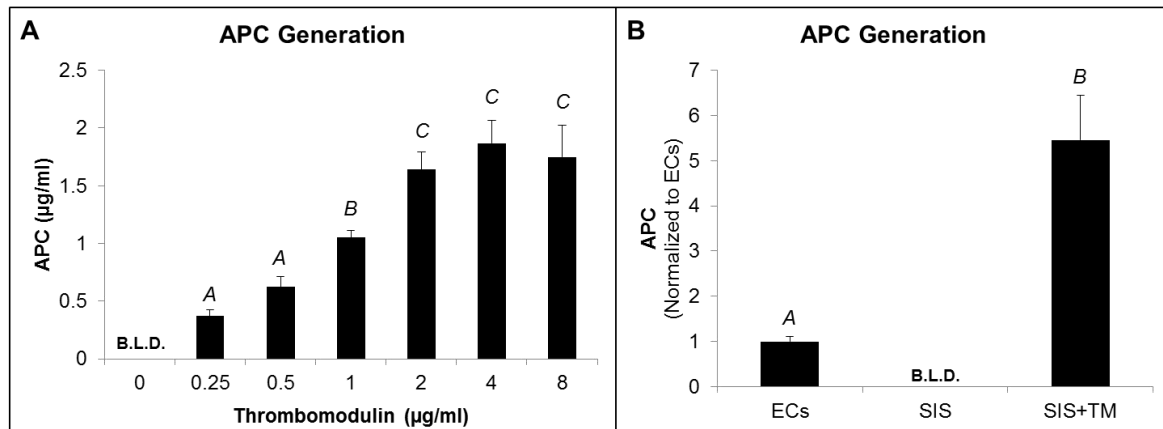 A
APC Generation
APC (µg/ml)
2.5
2
1.5
1
0.5
0
B.L.D.
A
A
B
C
C
C
0 0.25 0.5 1 2 4 8
Thrombomodulin (µg/ml)
B
APC Generation
APC
(Normalized to ECs)
7
6
5
4
3
2
1
0
A
B.L.D.
B
ECs SIS SIS+TM